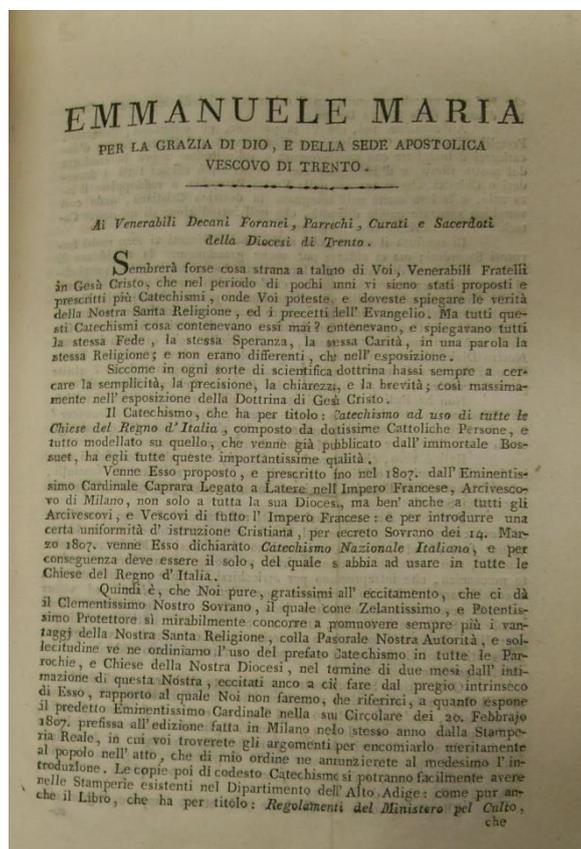 EMMANUELE MARIA
PER LA GRAZIA DI DIO, E DELLA SEDE APOSTOLICA
VESCOVO DI TRENTO.
Ai Venerabili Decani Foranei, Parrochi, Curati e Sacerdoti
della Diocesi di Trento.
Sembrerà forse cosa strana a taluno di Voi, Venerabili Fratelli
in Gesù Cristo, che nel periodo di pochi anni vi sieno stati proposti e
prescritti più Catechismi, onde Voi poteste, e doveste spiegare le verità
della Nostra Santa Religione, ed i precetti dell' Evangelio. Ma tutti que-
sti Catechismi cosa contenevano essi mai? contenevano, e spiegavano tutti
la stessa Fede, la stessa Speranza, la stessa Carità, in una parola la
stessa Religione; e non erano differenti, che nell' esposizione.
Siccome in ogni sorte di scientifica dottrina hassi sempre a cer-
care la semplicità, la precisione, la chiarezza, e la brevità; così massima-
mente nell' esposizione della Dottrina di Gesù Cristo.
Il Catechismo, che ha per titolo: Catechismo ad uso di tutte le
Chiese del Regno d' Italia, composto da dotissime Cattoliche Persone, e
tutto modellato su quello, che venne già pubblicato dall' immortale Bos-
suet, ha egli tutte queste importantissime qualità.
Venne Esso proposto, e prescritto fino nel 1807. dall' Eminentis-
simo Cardinale Caprara Legato a Latere nell Impero Francese, Arcivesco-
vo di Milano, non solo a tutta la sua Diocesi, ma ben' anche a tutti gli
Arcivescovi, e Vescovi di tutto l' Impero Francese: e per introdurre una
certa uniformità d' istruzione Cristiana, per decreto Sovrano dei 14. Mar-
zo 1807. venne Esso dichiarato Catechismo Nazionale Italiano, e per
conseguenza deve essere il solo, del quale s abbia ad usare in tutte le
Chiese del Regno d' Italia.
Quindi è, che Noi pure, gratissimi all' eccitamento, che ci dà
il Clementissimo Nostro Sovrano, il quale come Zelantissimo, e Potentis-
simo Protettore sì mirabilmente concorre a promuovere sempre più i van-
taggi della Nostra Santa Religione, colla Pastorale Nostra Autorità, e sol-
lecitudine ve ne ordiniamo l' uso del prefato Catechismo in tutte le Par-
rochie, e Chiese della Nostra Diocesi, nel termine di due mesi dall' inti-
mazione di questa Nostra, eccitati anco a ciò fare dal pregio intrinseco
di Esso, rapporto al quale Noi non faremo, che riferirci, a quanto espone
il predetto Eminentissimo Cardinale nella sua Circolare dei 20. Febbrajo
1807. prefissa all' edizione fatta in Milano nello stesso anno dalla Stampe-
ria Reale, in cui voi troverete gli argomenti per encomiarlo meritamente
al popolo nell' atto, che di mio ordine ne annunzierete al medesimo l' in-
troduzione. Le copie poi di codesto Catechismo si potranno facilmente avere
nelle Stamperie esistenti nel Dipartimento dell' Alto Adige: come pur an-
che il Libro, che ha per titolo: Regolamenti del Ministero pel Culto,
che